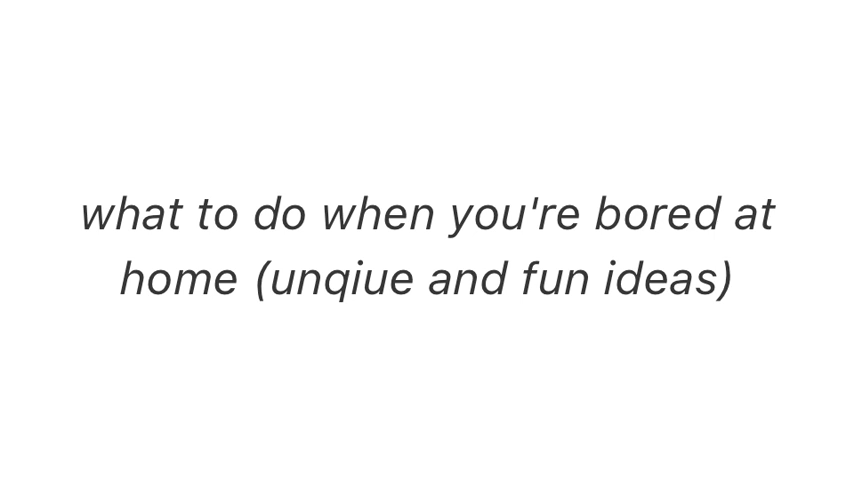 what to do when you're bored at
home (unqiue and fun ideas)